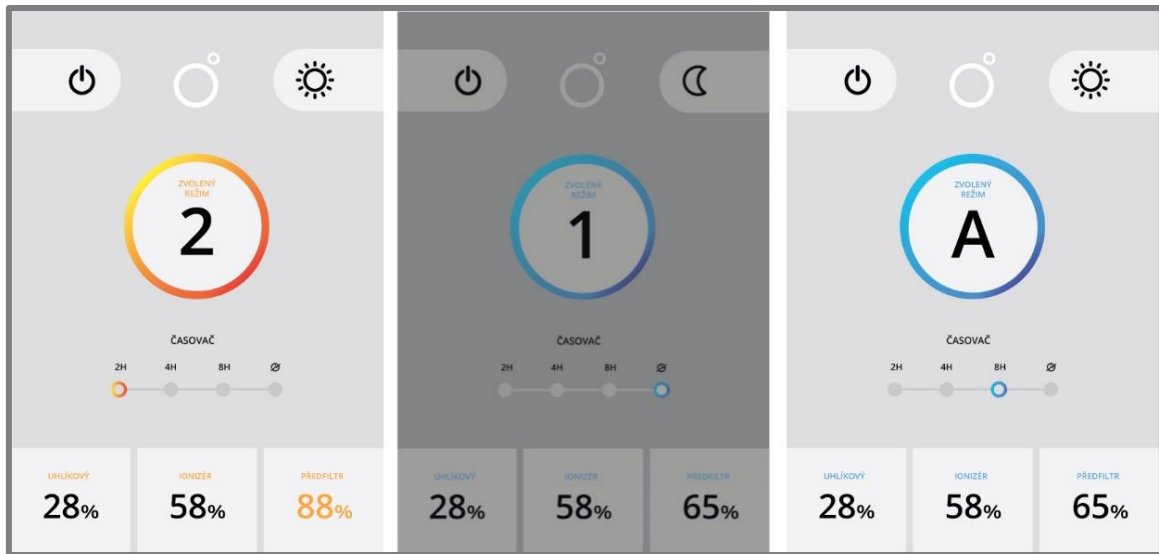 ZVOLENÝ
REŽIM
2
ČASOVAČ
2H 4H 8H
UHLÍKOVÝ IONIZÉR PŘEDFILTR
28% 58% 88%
ZVOLENÝ
REŽIM
1
ČASOVAČ
2H 4H 8H
UHLÍKOVÝ IONIZÉR PŘEDFILTR
28% 58% 65%
ZVOLENÝ
REŽIM
A
ČASOVAČ
2H 4H 8H
UHLÍKOVÝ IONIZÉR PŘEDFILTR
28% 58% 65%